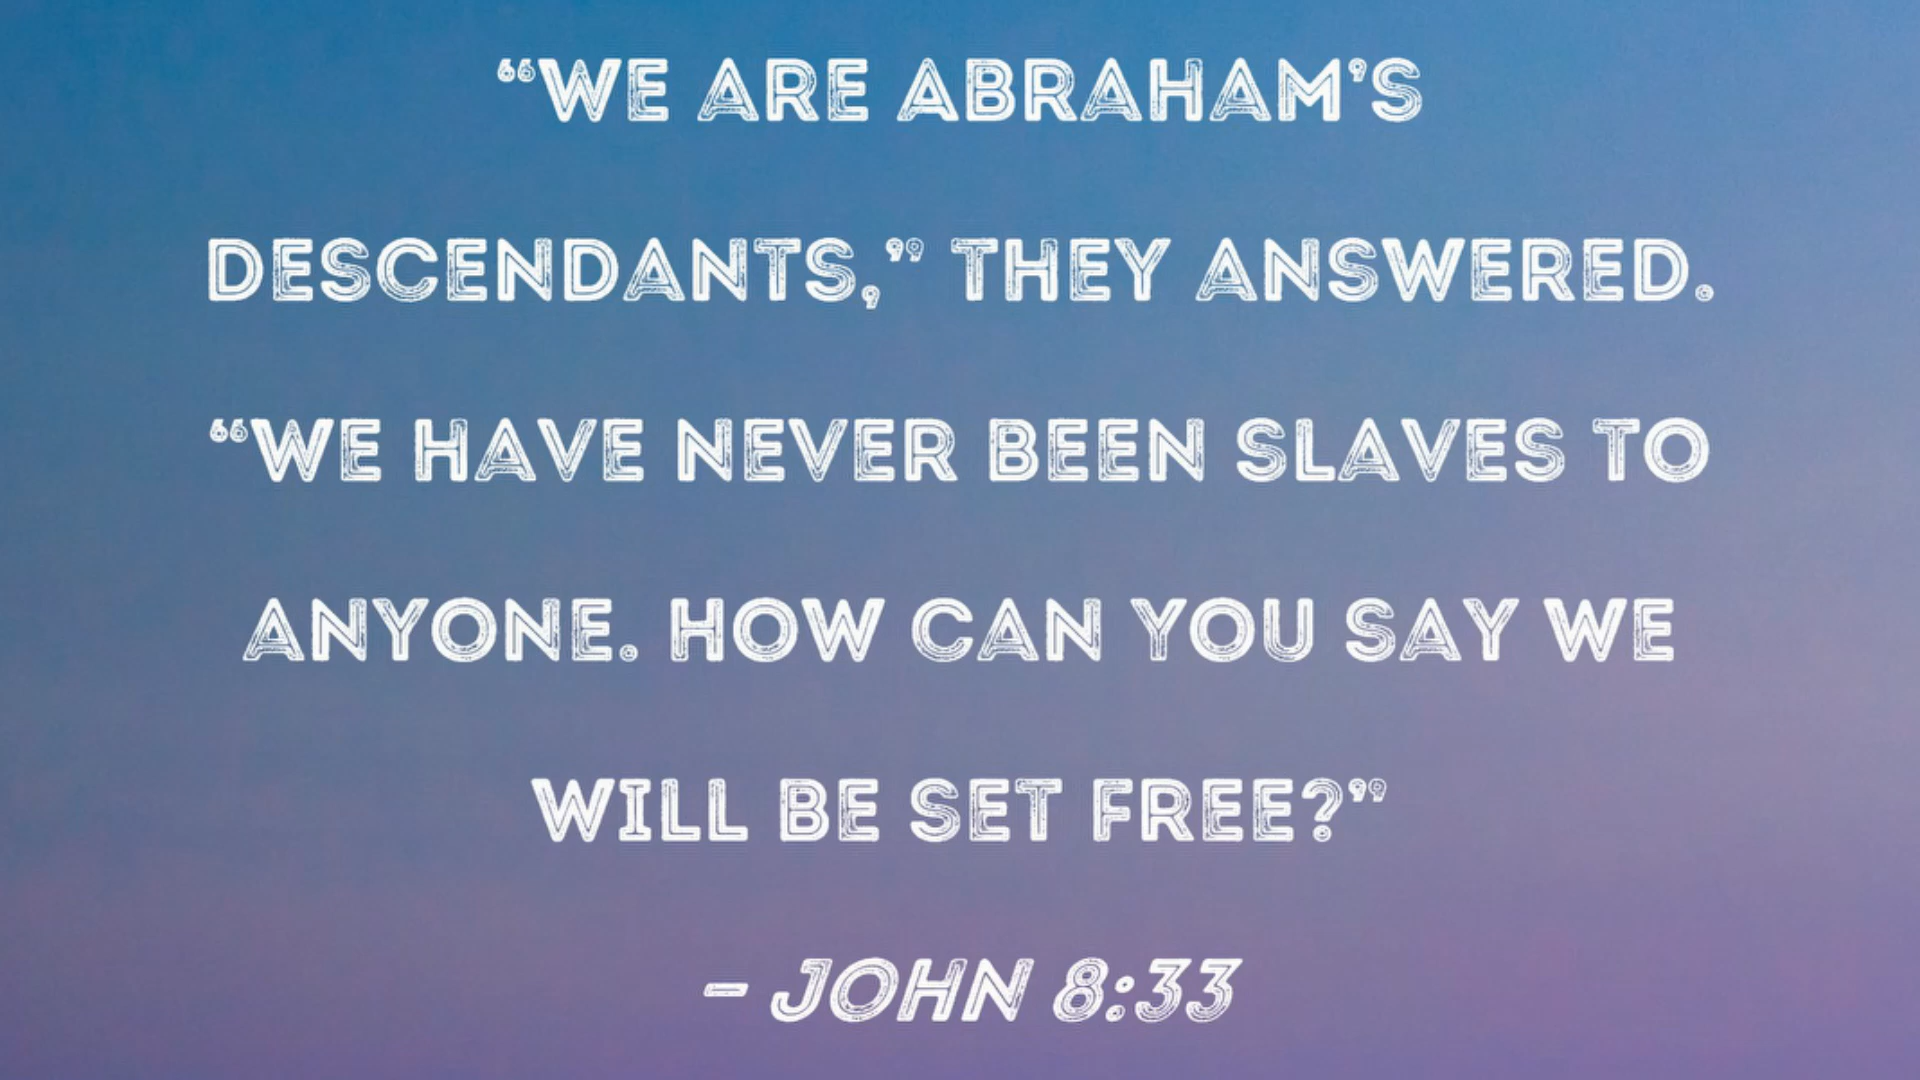 “WE ARE ABRAHAM’S
DESCENDANTS,” THEY ANSWERED.
“WE HAVE NEVER BEEN SLAVES TO
ANYONE. HOW CAN YOU SAY WE
WILL BE SET FREE?”
– JOHN 8:33